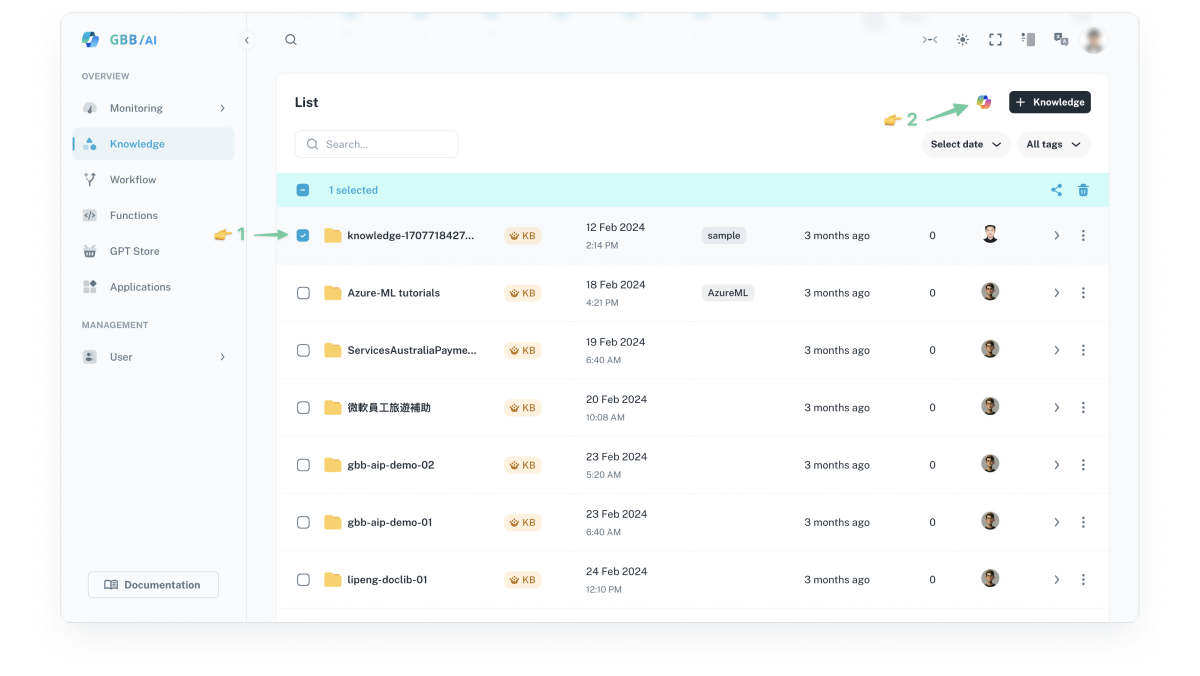 GBB/AI
OVERVIEW
Monitoring
Knowledge
Workflow
Functions
GPT Store
Applications
MANAGEMENT
User
Documentation
List
2
+ Knowledge
Search...
Select date
All tags
1 selected
1
knowledge-1707718427... KB 12 Feb 2024 sample 3 months ago 0
2:14 PM
Azure-ML tutorials KB 18 Feb 2024 AzureML 3 months ago 0
4:21 PM
ServicesAustraliaPayme... KB 19 Feb 2024 3 months ago 0
6:40 AM
微軟員工旅遊補助 KB 20 Feb 2024 3 months ago 0
10:08 AM
gbb-aip-demo-02 KB 23 Feb 2024 3 months ago 0
5:20 AM
gbb-aip-demo-01 KB 23 Feb 2024 3 months ago 0
6:40 AM
lipeng-doclib-01 KB 24 Feb 2024 3 months ago 0
12:10 PM